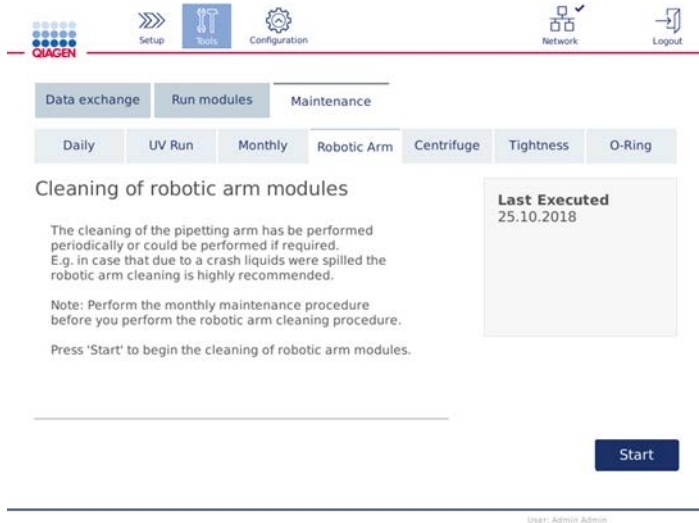 QIAGEN
Setup
Tools
Configuration
Network
Logout
Data exchange
Run modules
Maintenance
Daily
UV Run
Monthly
Robotic Arm
Centrifuge
Tightness
O-Ring
Cleaning of robotic arm modules
The cleaning of the pipetting arm has be performed
periodically or could be performed if required.
E.g. in case that due to a crash liquids were spilled the
robotic arm cleaning is highly recommended.
Note: Perform the monthly maintenance procedure
before you perform the robotic arm cleaning procedure.
Press 'Start' to begin the cleaning of robotic arm modules.
Last Executed
25.10.2018
Start
User: Admin Admin